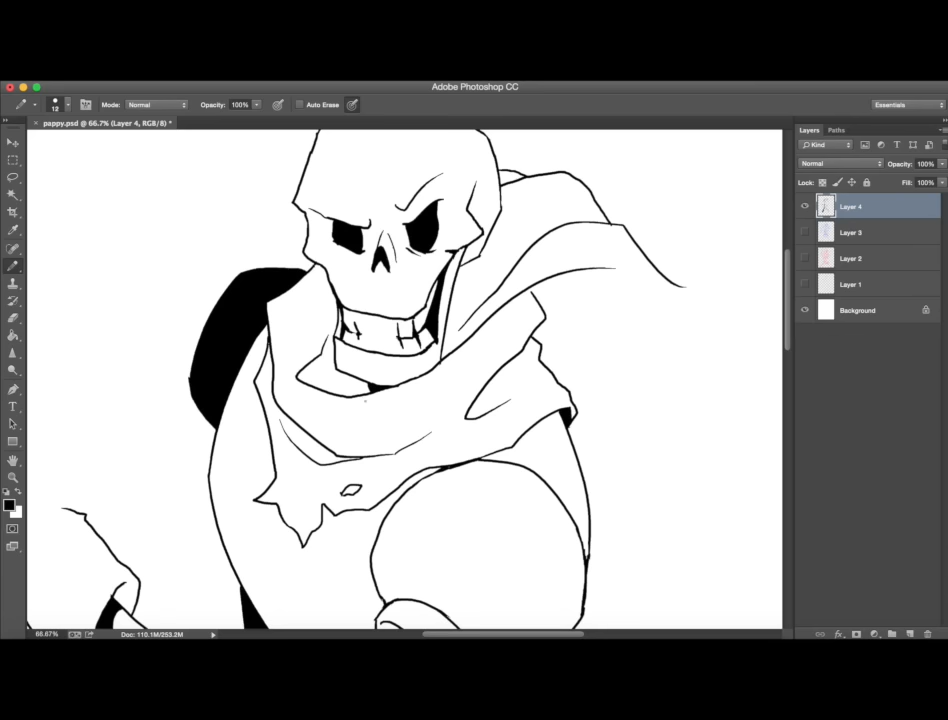 Adobe Photoshop CC
12 Mode: Normal Opacity: 100% Auto Erase Essentials
× pappy.psd @ 66.7% (Layer 4, RGB/8) *
Layers Paths
Kind
Normal Opacity: 100%
Lock: Fill: 100%
Layer 4
Layer 3
Layer 2
Layer 1
Background
66.67% Doc: 110.1M/253.2M